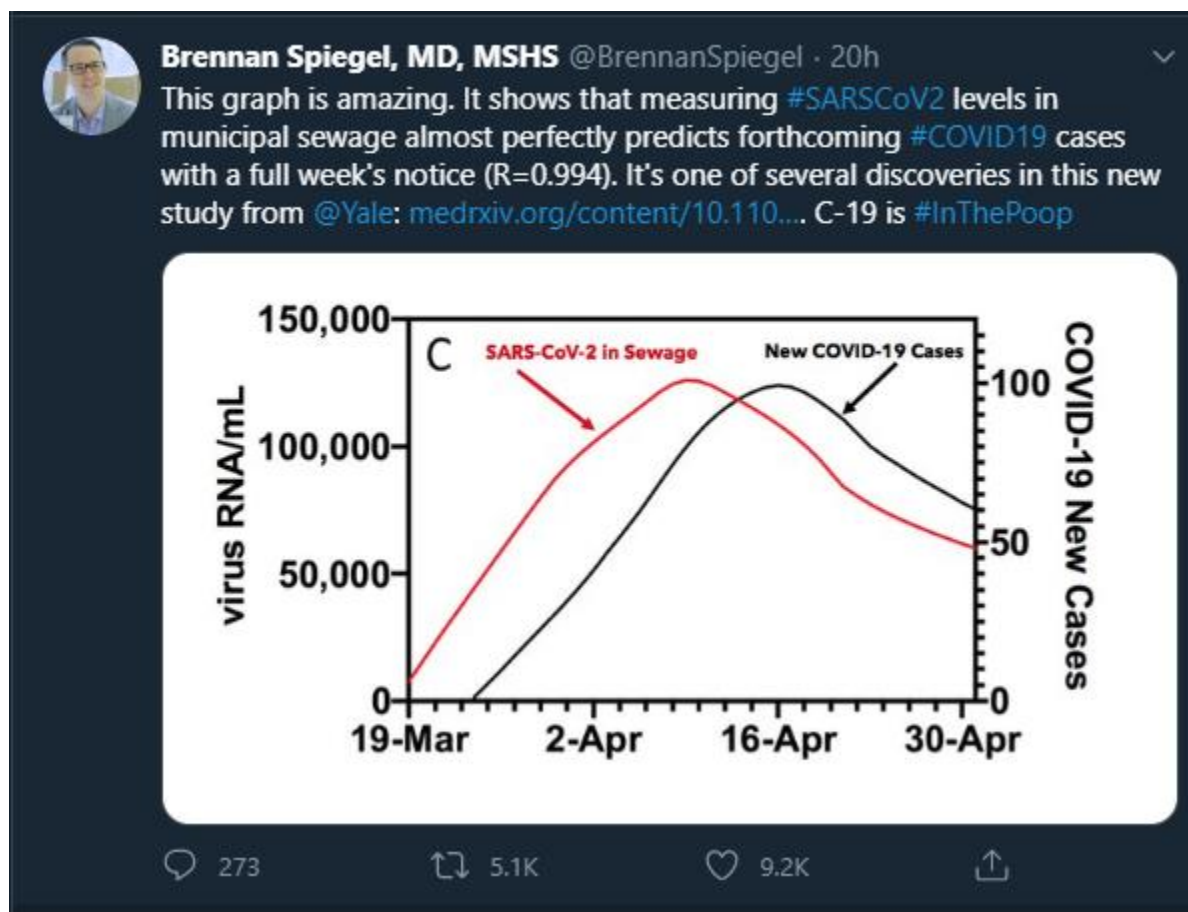 Brennan Spiegel, MD, MSHS @BrennanSpiegel · 20h
This graph is amazing. It shows that measuring #SARSCoV2 levels in
municipal sewage almost perfectly predicts forthcoming #COVID19 cases
with a full week's notice (R=0.994). It's one of several discoveries in this new
study from @Yale: medrxiv.org/content/10.110.... C-19 is #InThePoop
150,000
100,000
50,000
0
virus RNA/mL
C
SARS-CoV-2 in Sewage
New COVID-19 Cases
100
50
0
COVID-19 New Cases
19-Mar
2-Apr
16-Apr
30-Apr
273
5.1K
9.2K